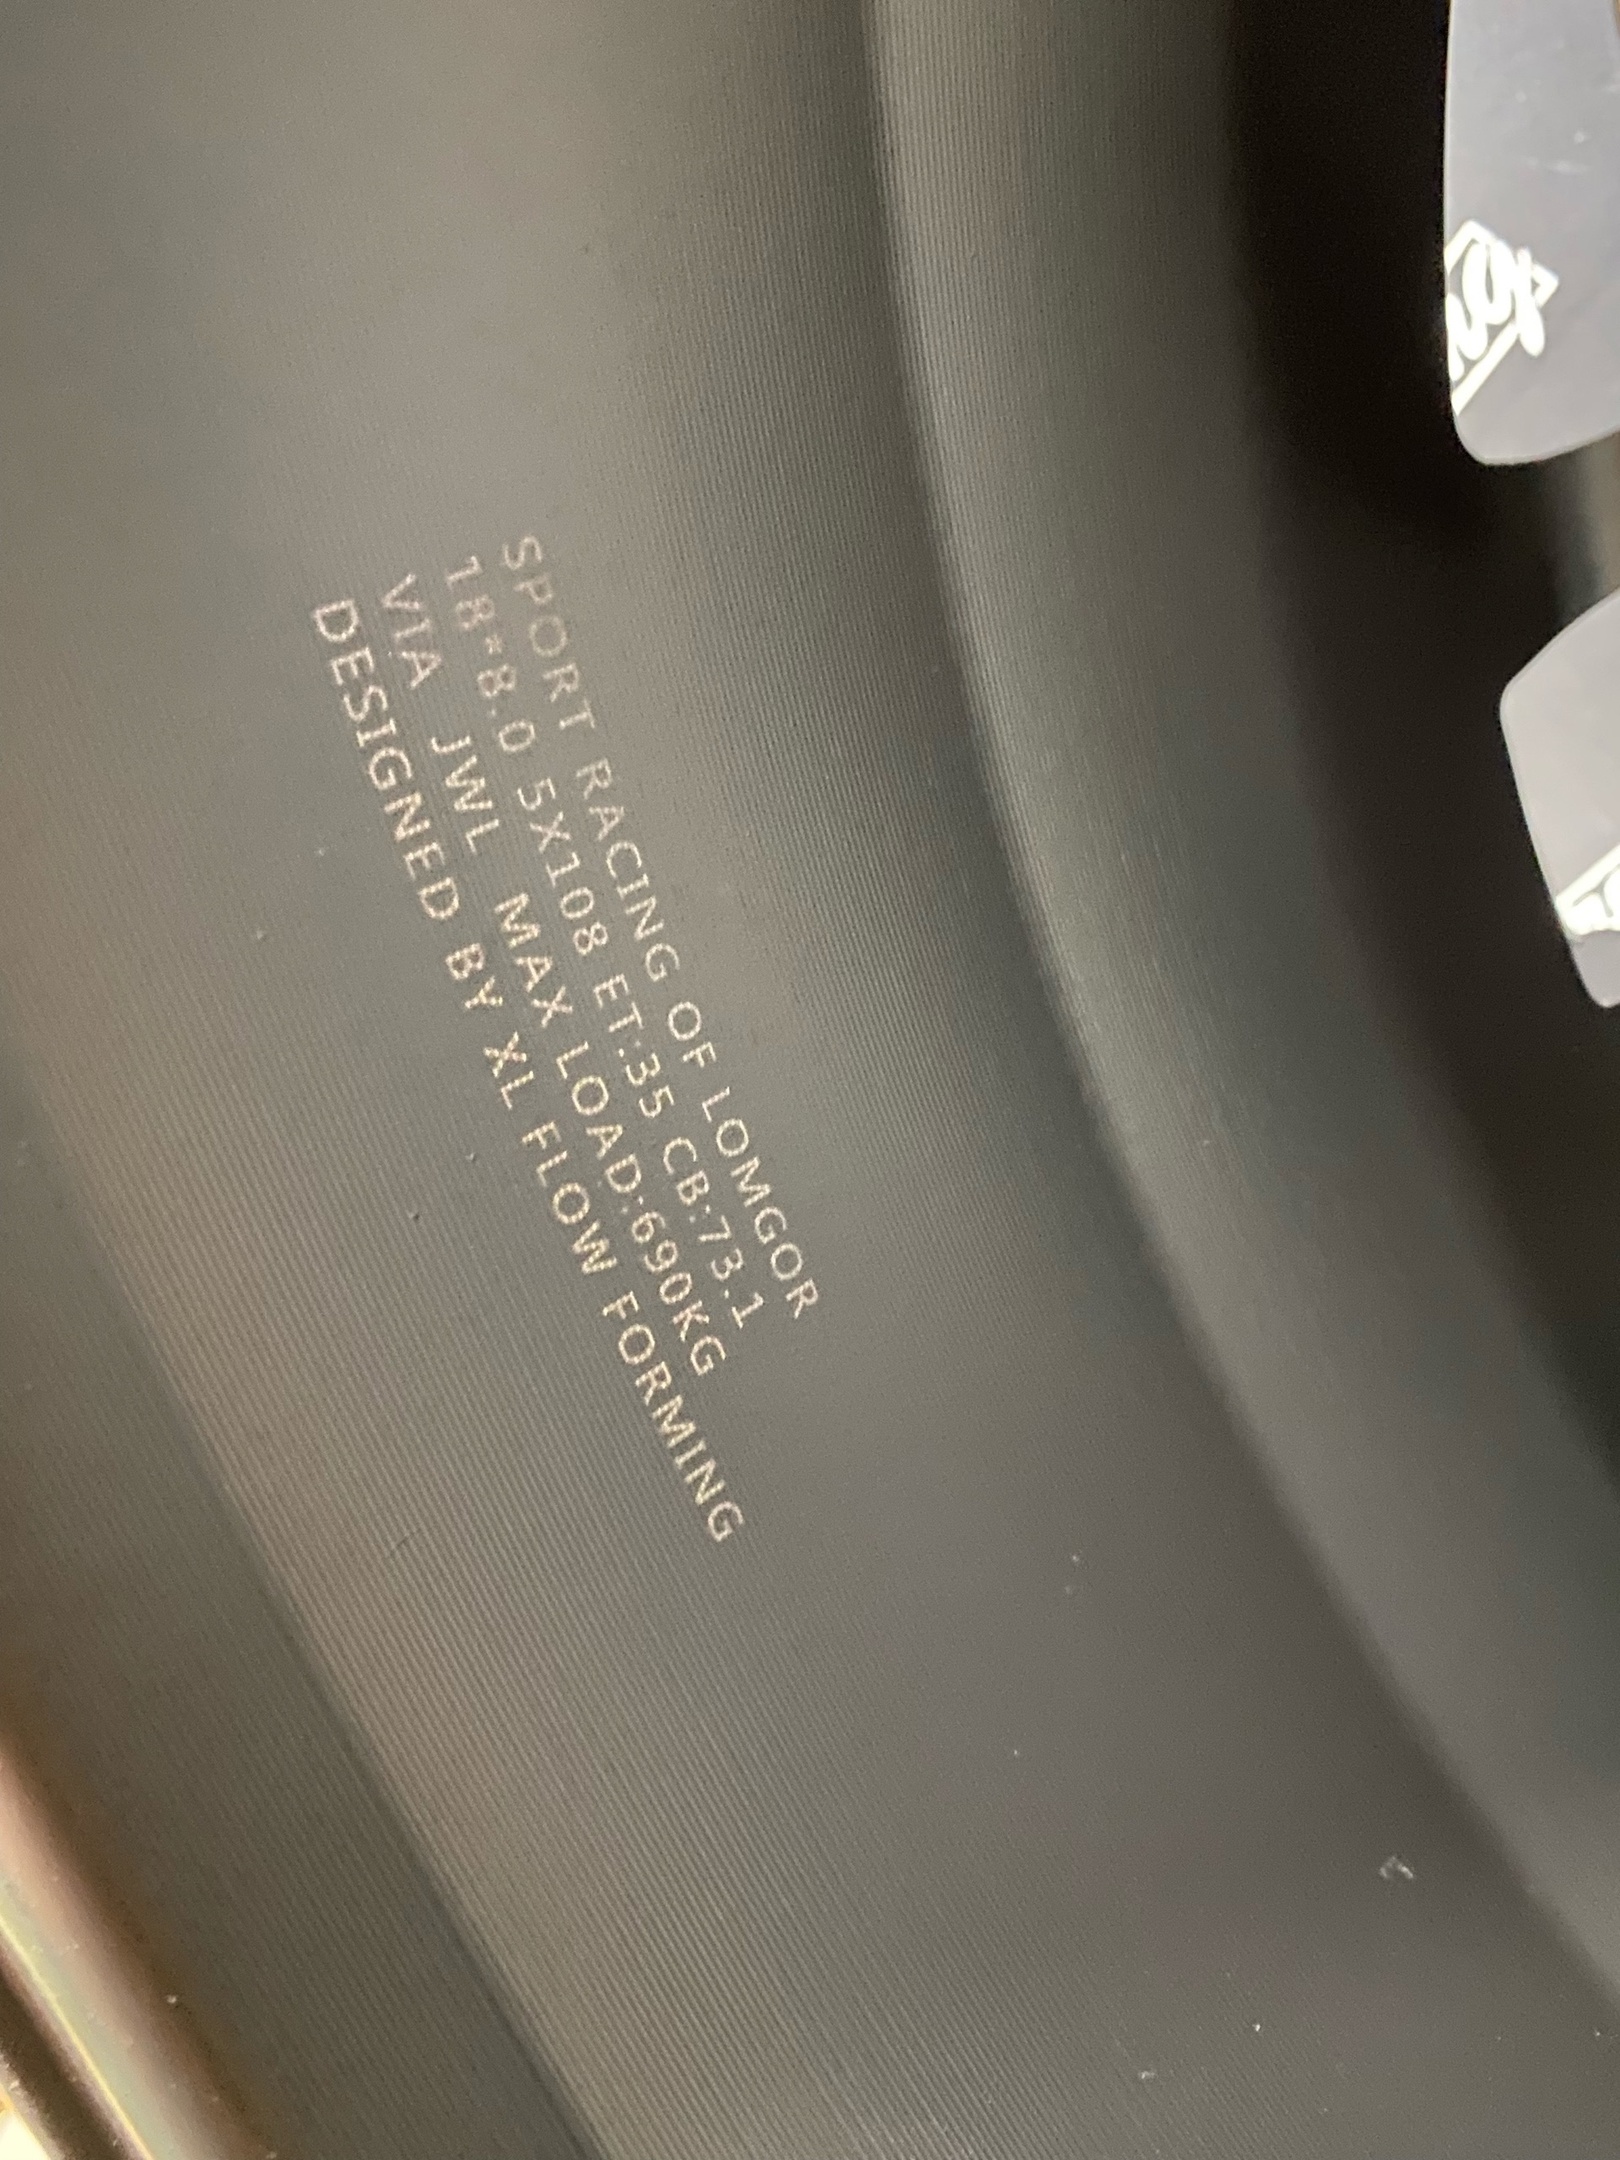 SPORT RACING OF LOMGOR
18*8.0 5X108 ET:35 CB:73.1
VIA JWL MAX LOAD:690KG
DESIGNED BY XL FLOW FORMING